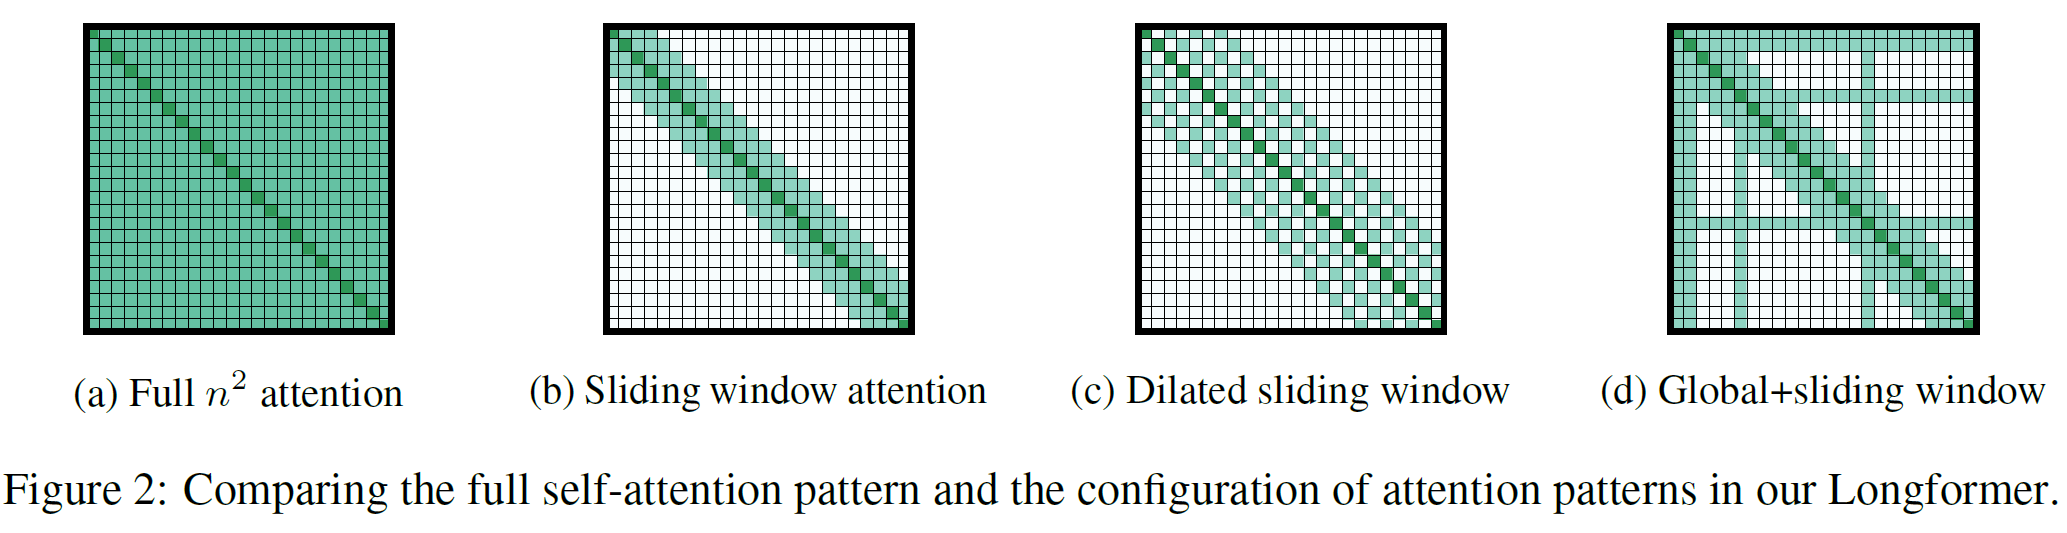 (a) Full n² attention
(b) Sliding window attention
(c) Dilated sliding window
(d) Global+sliding window
Figure 2: Comparing the full self-attention pattern and the configuration of attention patterns in our Longformer.